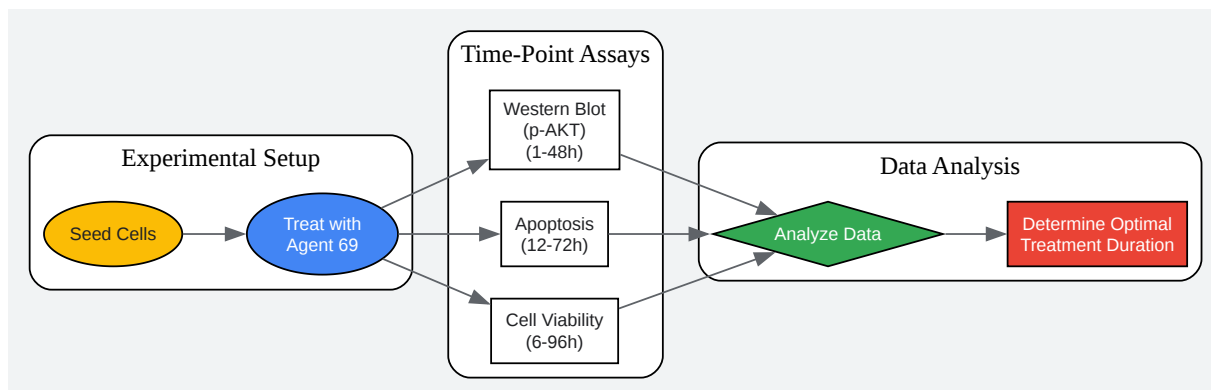 Experimental Setup
Seed Cells
Treat with
Agent 69
Time-Point Assays
Western Blot
(p-AKT)
(1-48h)
Apoptosis
(12-72h)
Cell Viability
(6-96h)
Data Analysis
Analyze Data
Determine Optimal
Treatment Duration